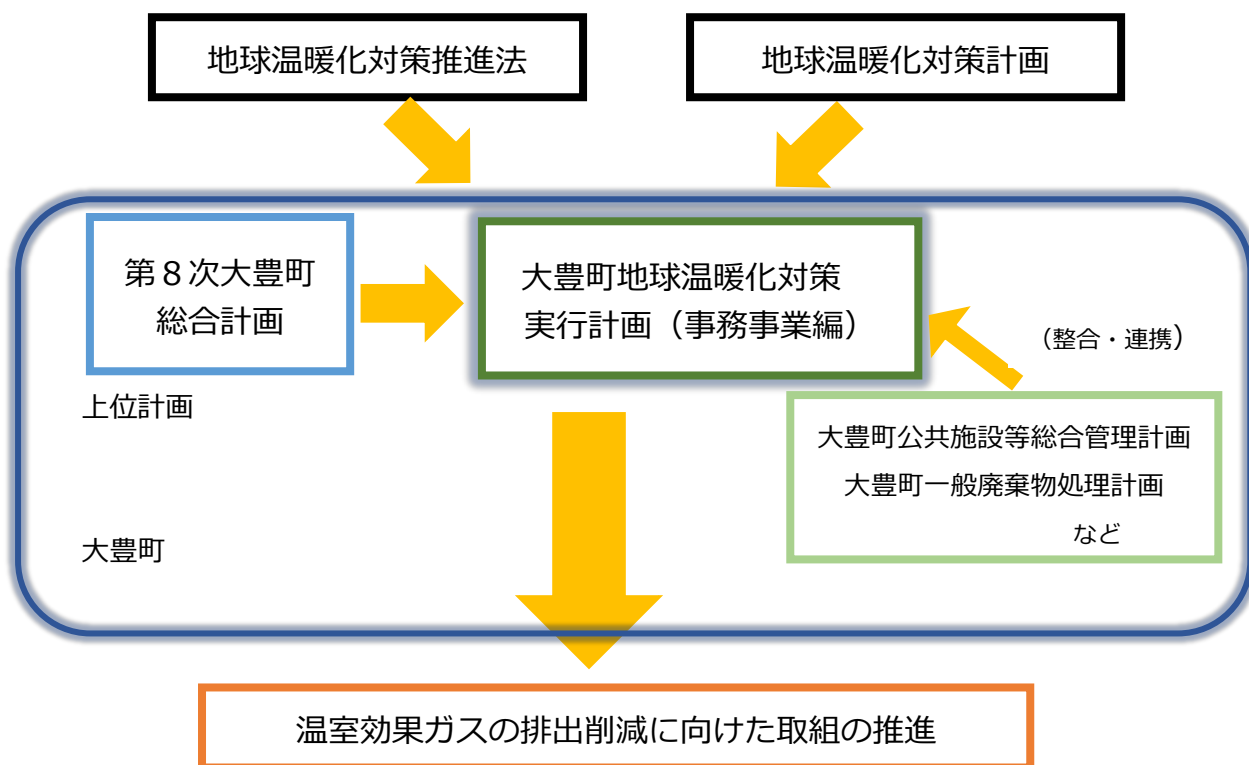 地球温暖化対策推進法
地球温暖化対策計画
第８次大豊町
総合計画
大豊町地球温暖化対策
実行計画（事務事業編）
（整合・連携）
上位計画
大豊町公共施設等総合管理計画
大豊町一般廃棄物処理計画
など
大豊町
温室効果ガスの排出削減に向けた取組の推進